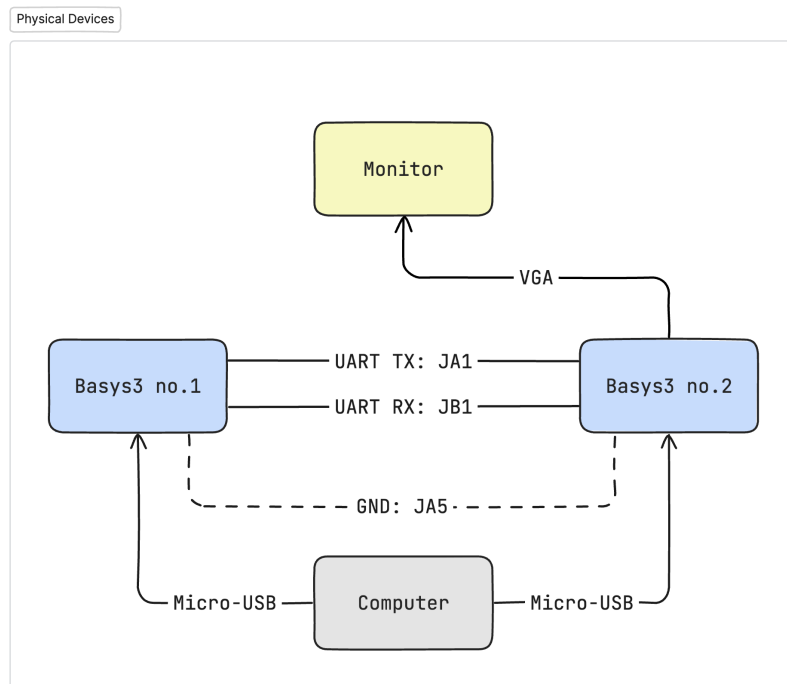 Physical Devices
Monitor
VGA
Basys3 no.1
UART TX: JA1
UART RX: JB1
Basys3 no.2
GND: JA5
Micro-USB
Computer
Micro-USB